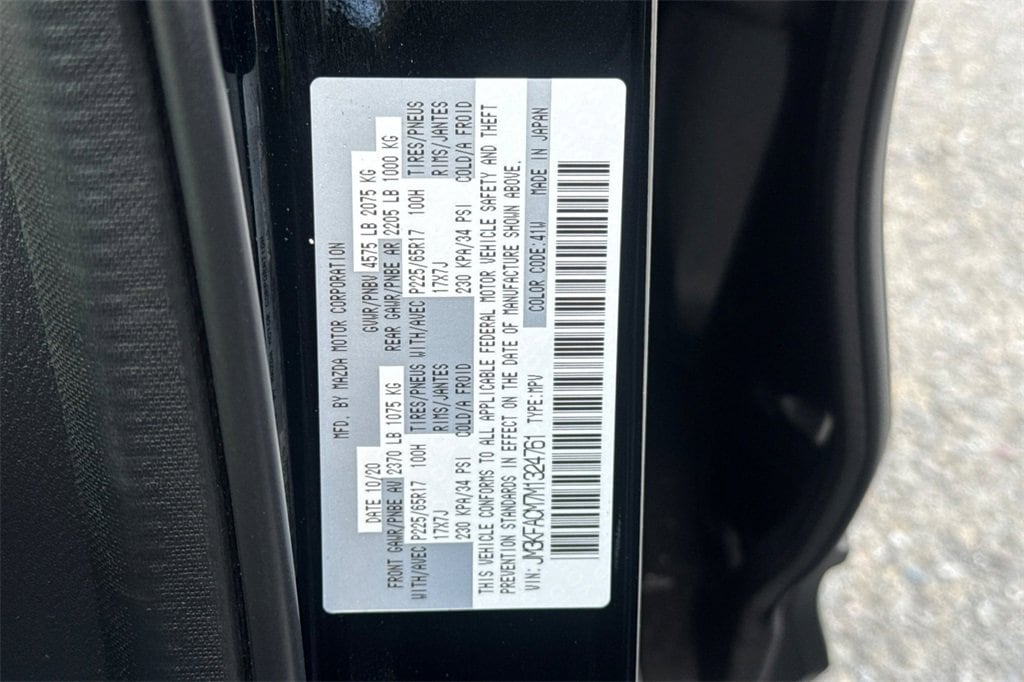 MFD. BY MAZDA MOTOR CORPORATION
DATE 10/20 GVWR/PNBV 4575 LB 2075 KG
FRONT GAWR/PNBE AV 2370 LB 1075 KG REAR GAWR/PNBE AR 2205 LB 1000 KG
WITH/AVEC P225/65R17 100H TIRES/PNEUS WITH/AVEC P225/65R17 100H TIRES/PNEUS
17X7J RIMS/JANTES 17X7J RIMS/JANTES
230 KPA/34 PSI COLD/A FROID 230 KPA/34 PSI COLD/A FROID
THIS VEHICLE CONFORMS TO ALL APPLICABLE FEDERAL MOTOR VEHICLE SAFETY AND THEFT
PREVENTION STANDARDS IN EFFECT ON THE DATE OF MANUFACTURE SHOWN ABOVE.
VIN: JM3KFACM7M1324761 TYPE:MPV COLOR CODE:41W MADE IN JAPAN